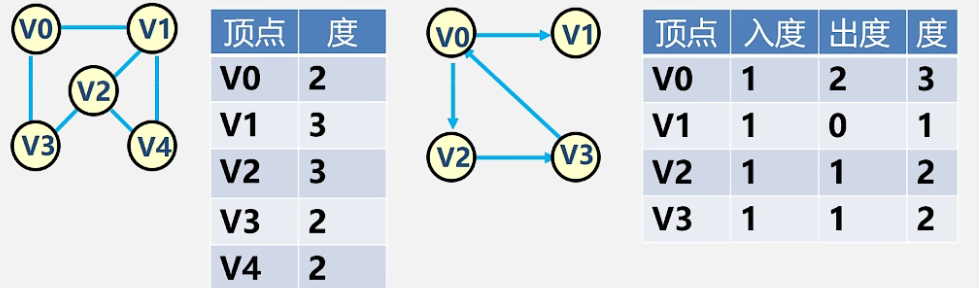 V0 V1
V2
V3 V4
顶点 度
V0 2
V1 3
V2 3
V3 2
V4 2
V0 V1
V2 V3
顶点 入度 出度 度
V0 1 2 3
V1 1 0 1
V2 1 1 2
V3 1 1 2